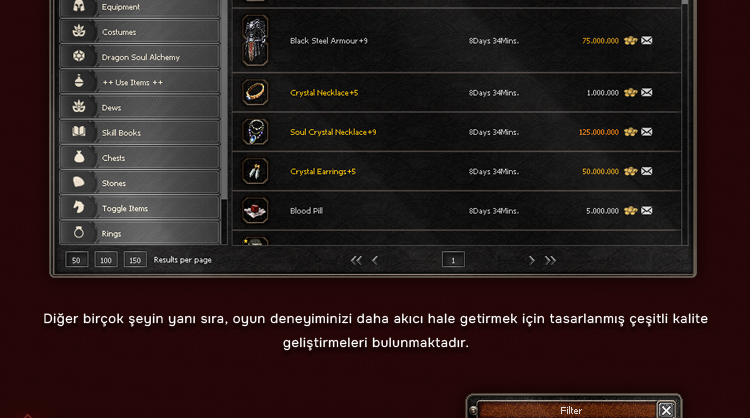 Equipment
Costumes
Dragon Soul Alchemy
++ Use Items ++
Dews
Skill Books
Chests
Stones
Toggle Items
Rings
Black Steel Armour+9 8Days 34Mins. 75.000.000
Crystal Necklace+5 8Days 34Mins. 1.000.000
Soul Crystal Necklace+9 8Days 34Mins. 125.000.000
Crystal Earrings+5 8Days 34Mins. 50.000.000
Blood Pill 8Days 34Mins. 5.000.000
50 100 150 Results per page 1
Diğer birçok şeyin yanı sıra, oyun deneyiminizi daha akıcı hale getirmek için tasarlanmış çeşitli kalite
geliştirmeleri bulunmaktadır.
Filter